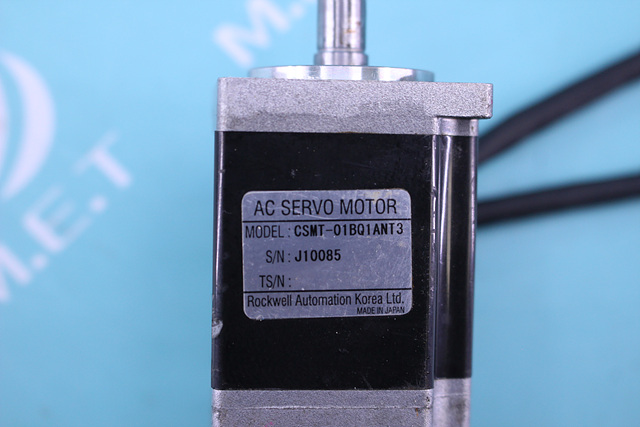 M.E.T
M.E.T
AC SERVO MOTOR
MODEL : CSMT-01BQ1ANT3
S/N : J10085
TS/N :
Rockwell Automation Korea Ltd.
MADE IN JAPAN